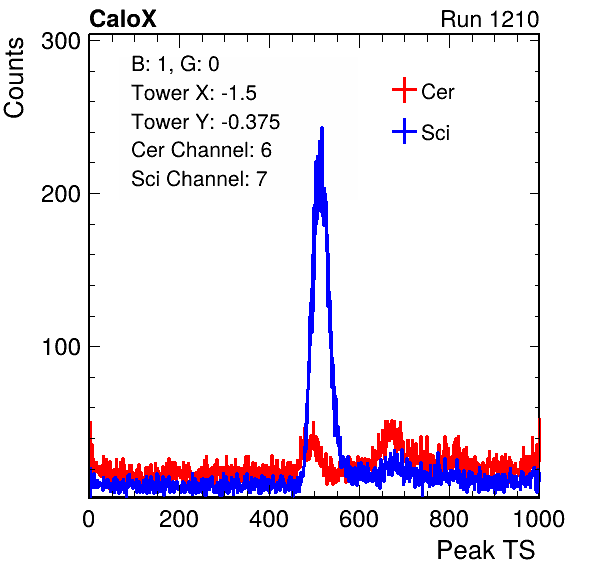 CaloX Run 1210
Counts
300
200
100
B: 1, G: 0
Tower X: -1.5
Tower Y: -0.375
Cer Channel: 6
Sci Channel: 7
Cer
Sci
0 200 400 600 800 1000
Peak TS